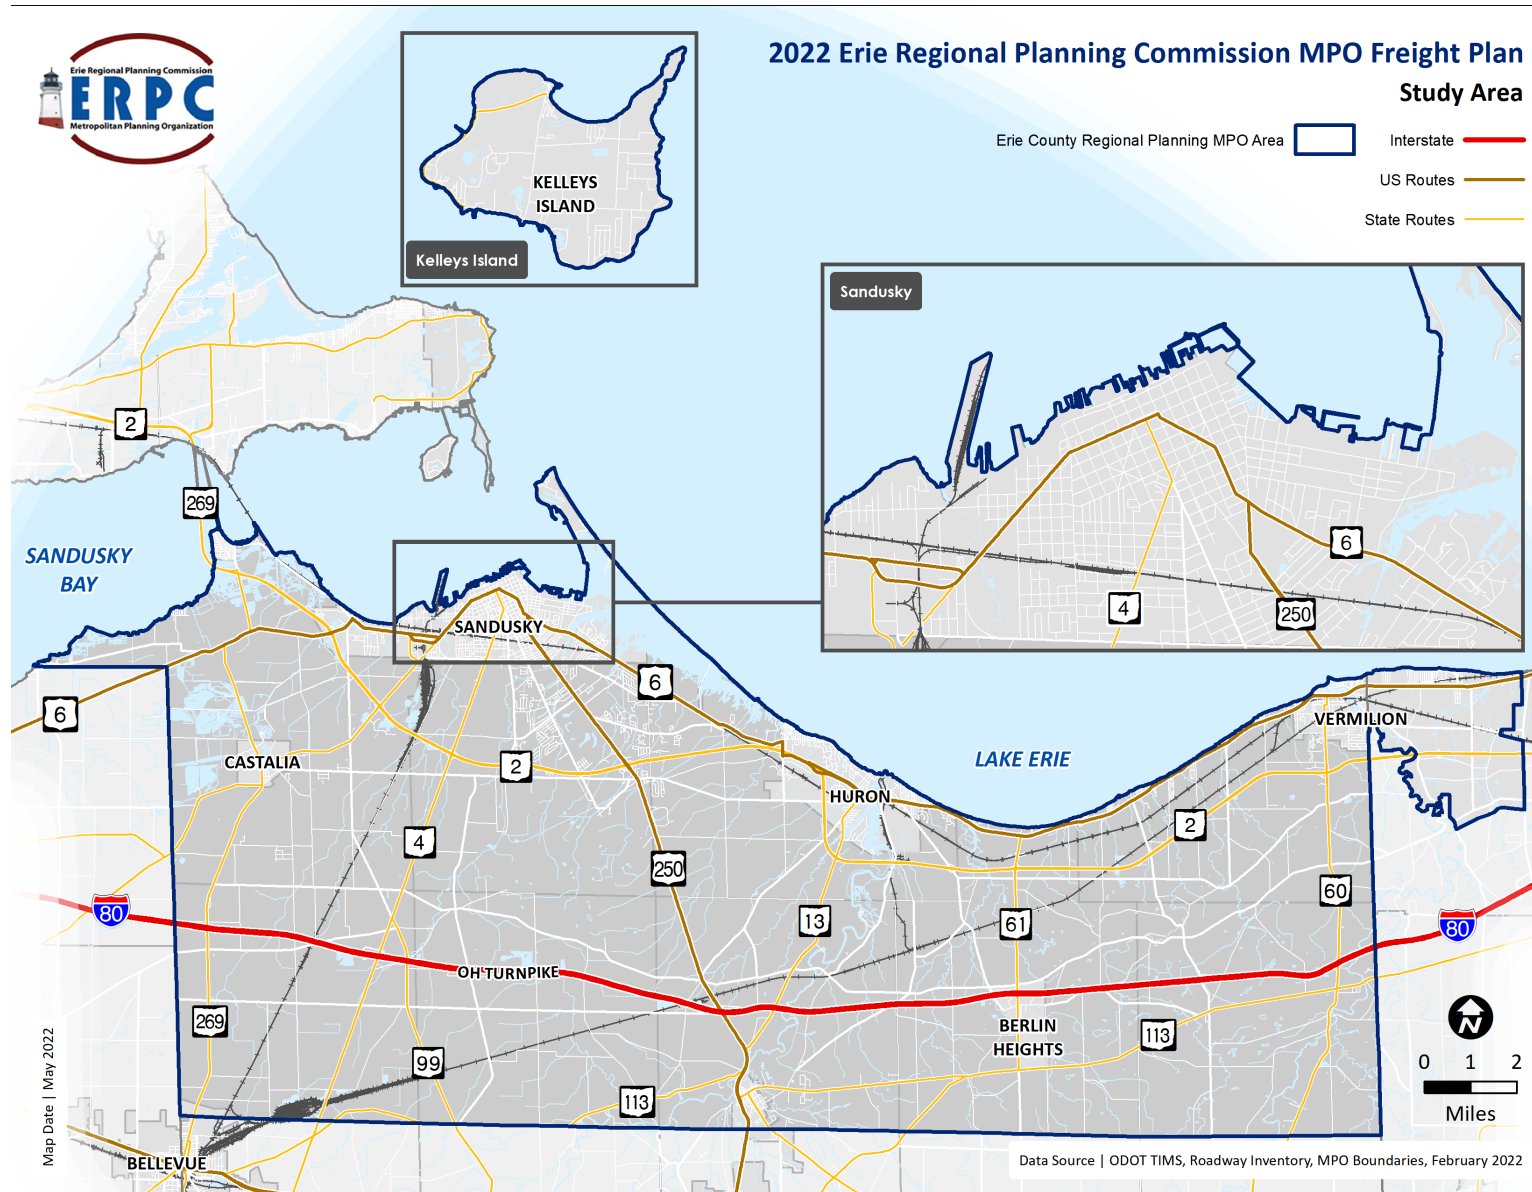 Erie Regional Planning Commission
ERPC
Metropolitan Planning Organization
2022 Erie Regional Planning Commission MPO Freight Plan
Study Area
Erie County Regional Planning MPO Area
Interstate
US Routes
State Routes
KELLEYS
ISLAND
Kelleys Island
Sandusky
6
4
250
2
269
SANDUSKY
BAY
SANDUSKY
6
6
CASTALIA
2
LAKE ERIE
VERMILION
HURON
2
4
250
60
80
13
61
80
OH TURNPIKE
269
BERLIN
HEIGHTS
113
99
113
BELLEVUE
N
0 1 2
Miles
Map Date | May 2022
Data Source | ODOT TIMS, Roadway Inventory, MPO Boundaries, February 2022